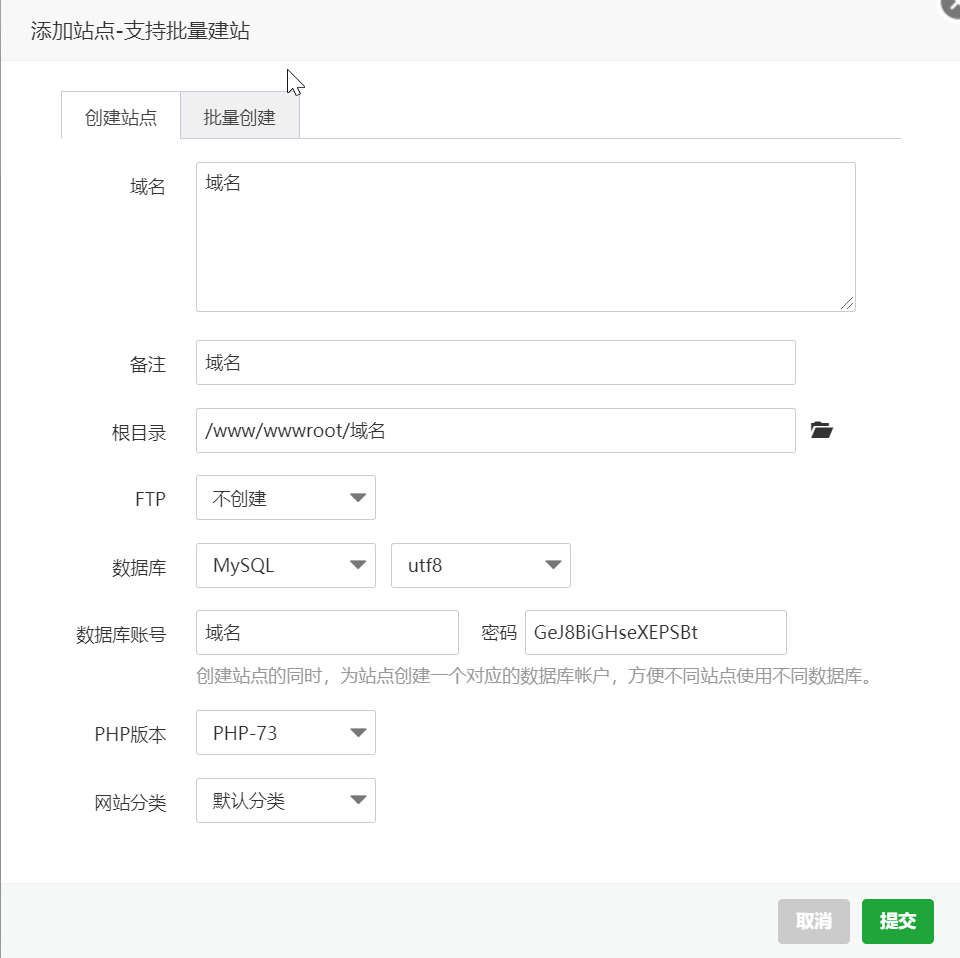 添加站点-支持批量建站
创建站点 批量创建
域名 域名
备注 域名
根目录 /www/wwwroot/域名
FTP 不创建
数据库 MySQL utf8
数据库账号 域名 密码 GeJ8BiGHseXEPSBt
创建站点的同时，为站点创建一个对应的数据库帐户，方便不同站点使用不同数据库。
PHP版本 PHP-73
网站分类 默认分类
取消 提交